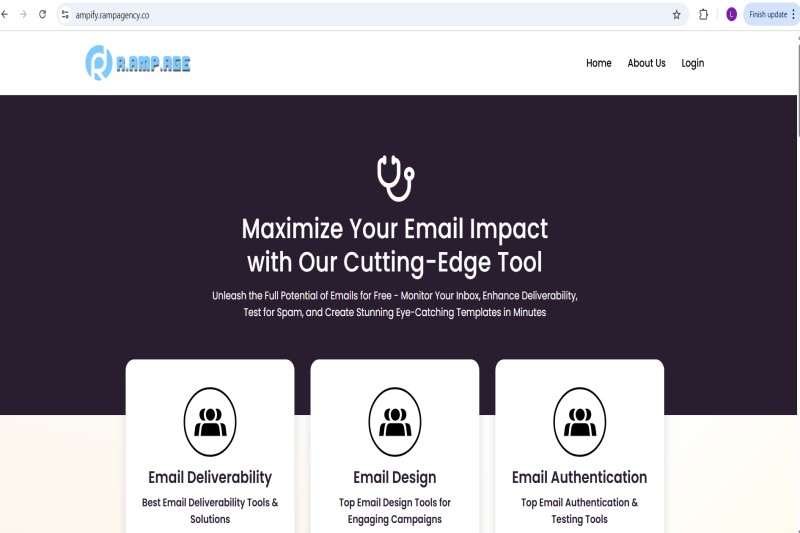 ampify.rampagency.co
L
Finish update
R.AMP.AGE
Home About Us Login
Maximize Your Email Impact
with Our Cutting-Edge Tool
Unleash the Full Potential of Emails for Free - Monitor Your Inbox, Enhance Deliverability,
Test for Spam, and Create Stunning Eye-Catching Templates in Minutes
Email Deliverability
Best Email Deliverability Tools &
Solutions
Email Design
Top Email Design Tools for
Engaging Campaigns
Email Authentication
Top Email Authentication &
Testing Tools